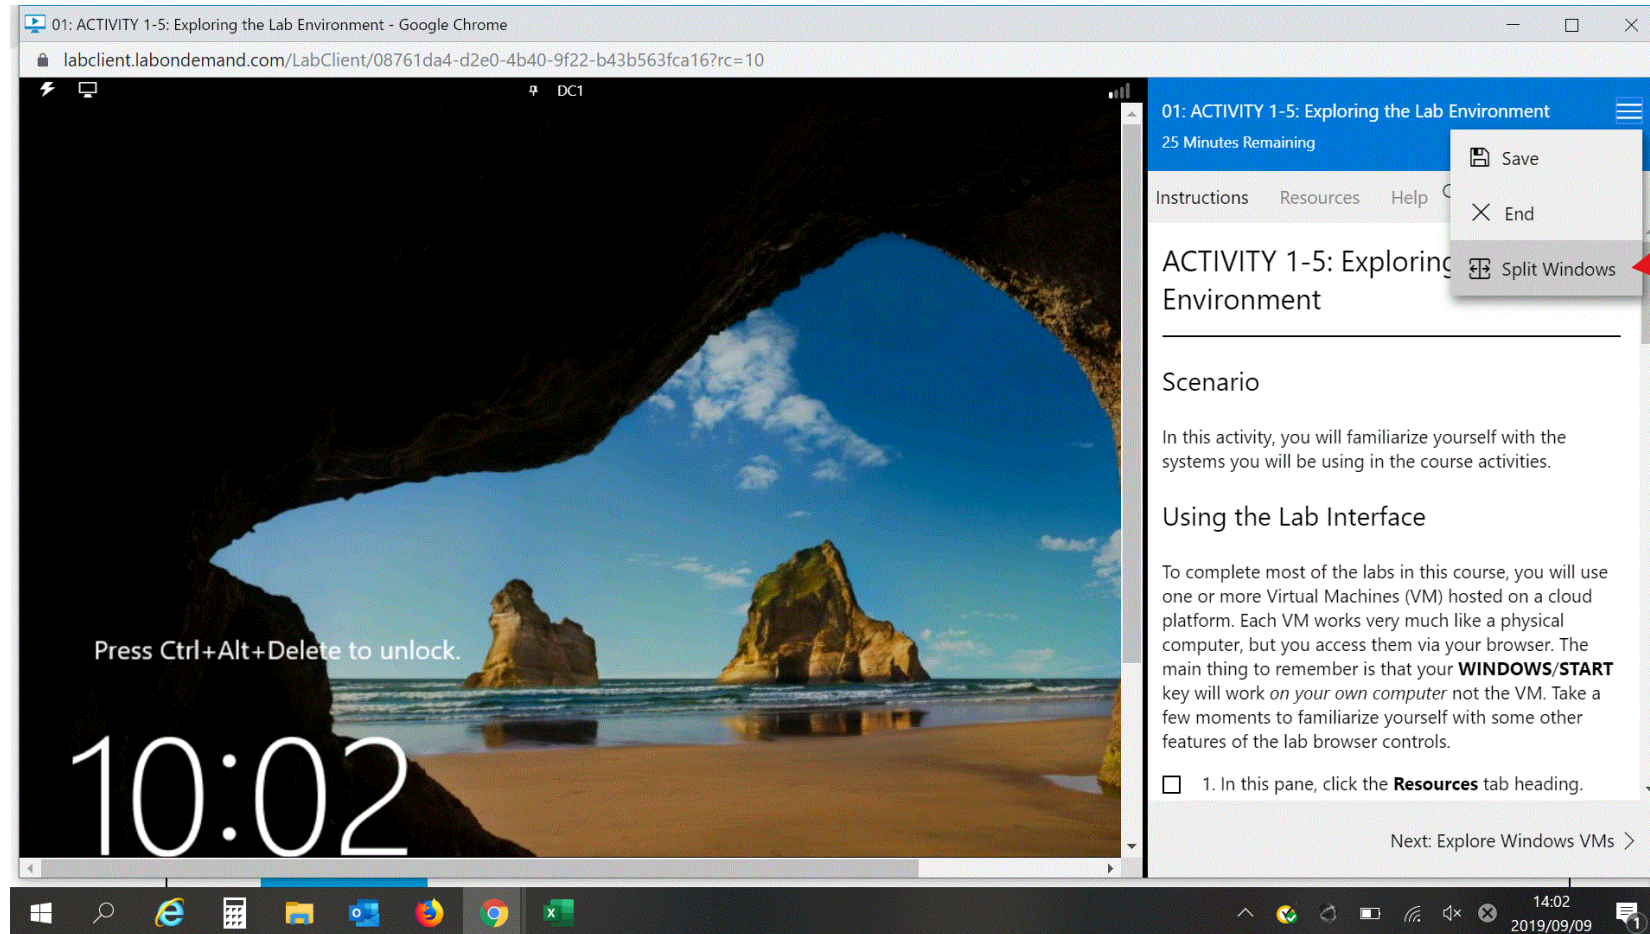 01: ACTIVITY 1-5: Exploring the Lab Environment - Google Chrome
labclient.labondemand.com/LabClient/08761da4-d2e0-4b40-9f22-b43b563fca16?rc=10
DC1
Press Ctrl+Alt+Delete to unlock.
10:02
01: ACTIVITY 1-5: Exploring the Lab Environment
25 Minutes Remaining
Save
End
Split Windows
Instructions Resources Help
ACTIVITY 1-5: Exploring
Environment
Scenario
In this activity, you will familiarize yourself with the
systems you will be using in the course activities.
Using the Lab Interface
To complete most of the labs in this course, you will use
one or more Virtual Machines (VM) hosted on a cloud
platform. Each VM works very much like a physical
computer, but you access them via your browser. The
main thing to remember is that your WINDOWS/START
key will work on your own computer not the VM. Take a
few moments to familiarize yourself with some other
features of the lab browser controls.
1. In this pane, click the Resources tab heading.
Next: Explore Windows VMs
14:02
2019/09/09
1